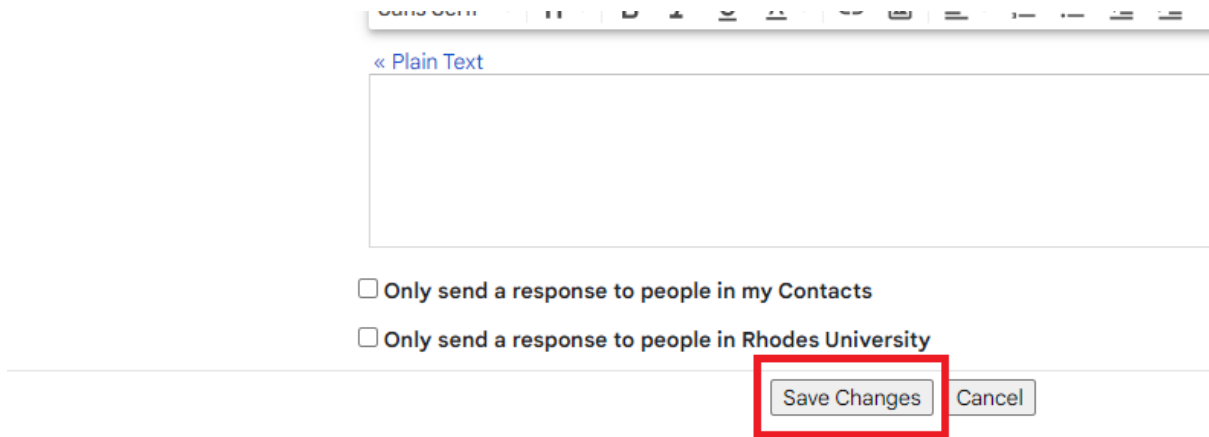 « Plain Text
Only send a response to people in my Contacts
Only send a response to people in Rhodes University
Save Changes Cancel